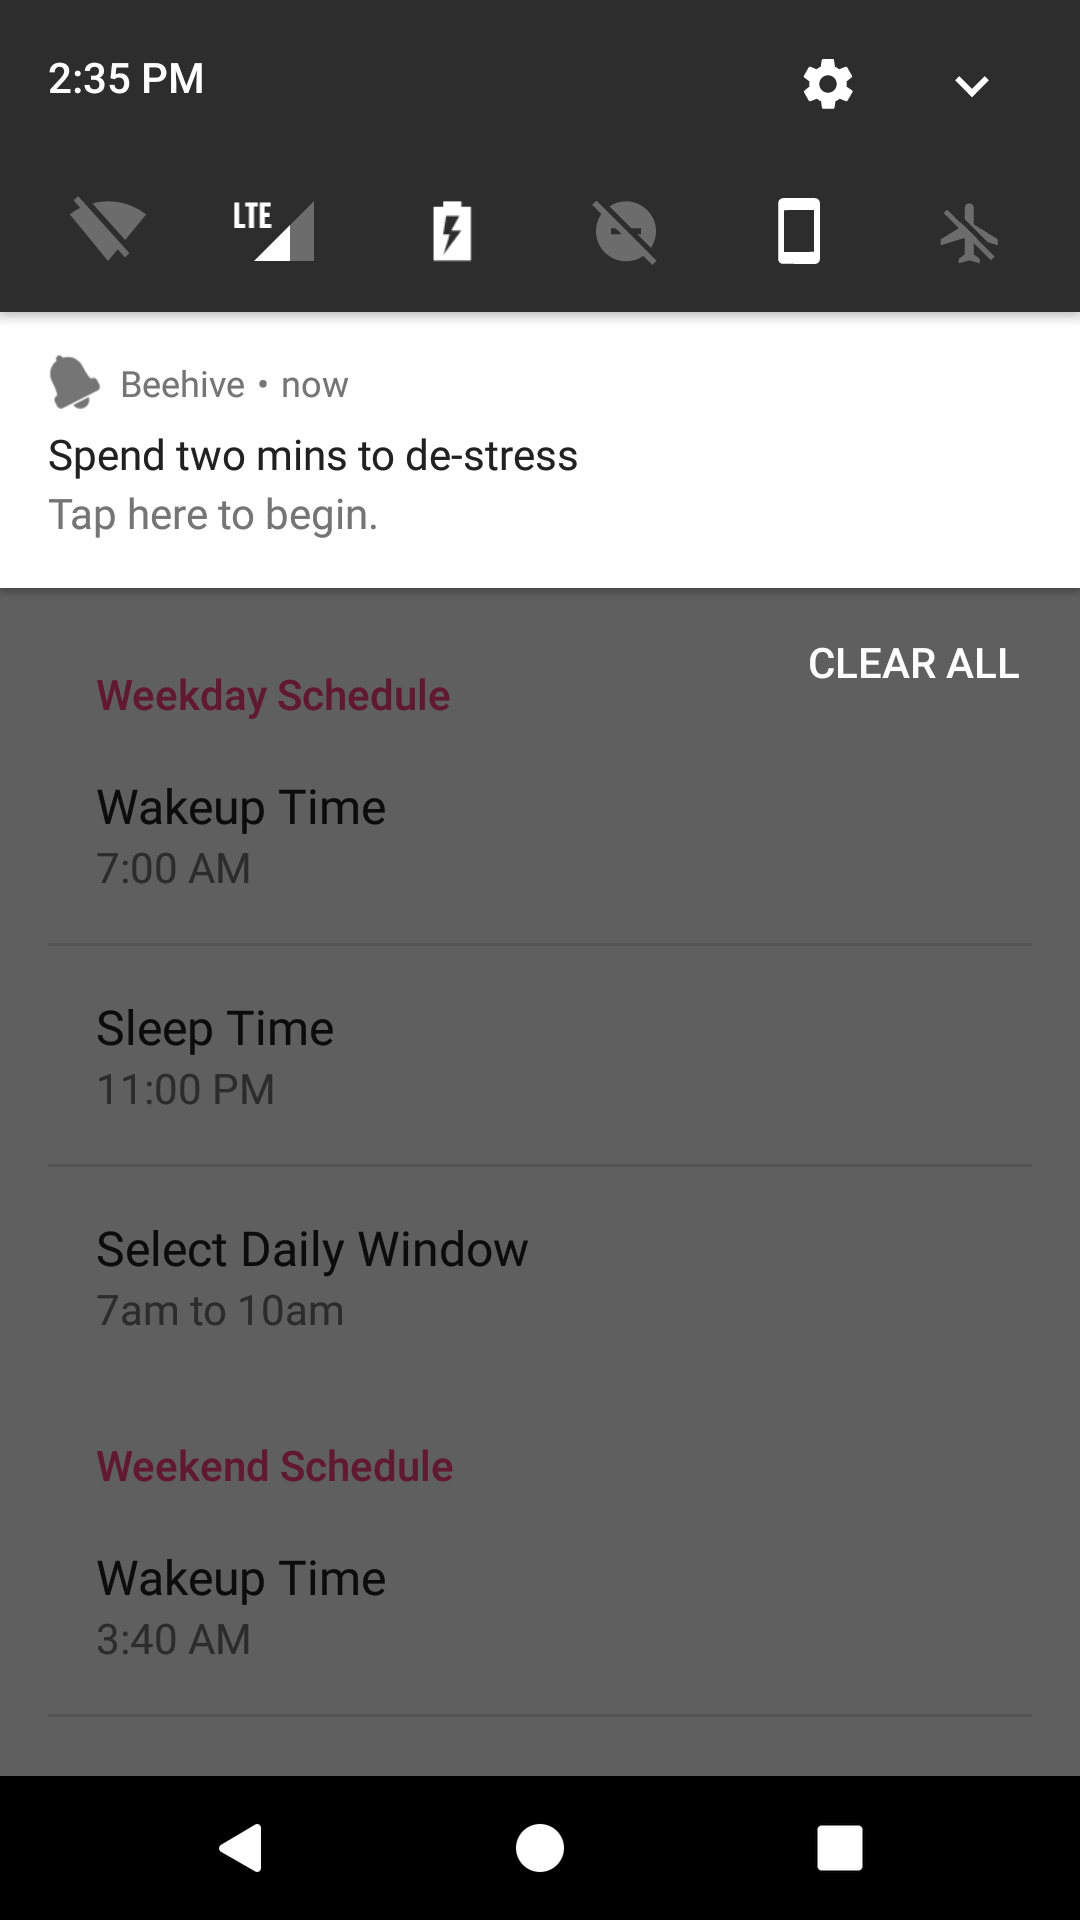 2:35 PM
LTE
Beehive • now
Spend two mins to de-stress
Tap here to begin.
CLEAR ALL
Weekday Schedule
Wakeup Time
7:00 AM
Sleep Time
11:00 PM
Select Daily Window
7am to 10am
Weekend Schedule
Wakeup Time
3:40 AM